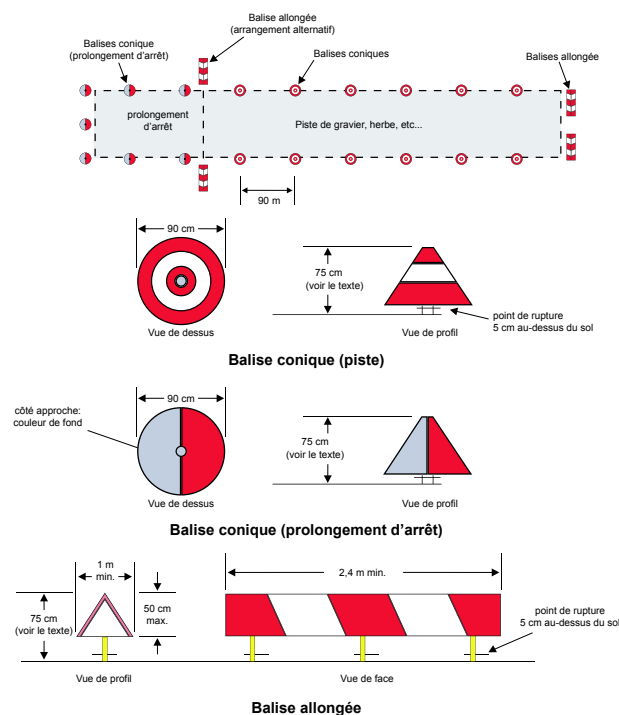 Balise allongée
(arrangement alternatif)
Balises conique
(prolongement d'arrêt)
Balises coniques
Balises allongée
prolongement
d'arrêt
Piste de gravier, herbe, etc...
90 m
90 cm
75 cm
(voir le texte)
point de rupture
5 cm au-dessus du sol
Vue de dessus
Vue de profil
Balise conique (piste)
90 cm
côté approche:
couleur de fond
75 cm
(voir le texte)
Vue de dessus
Vue de profil
Balise conique (prolongement d'arrêt)
1 m
min.
2,4 m min.
75 cm
(voir le texte)
50 cm
max.
point de rupture
5 cm au-dessus du sol
Vue de profil
Vue de face
Balise allongée